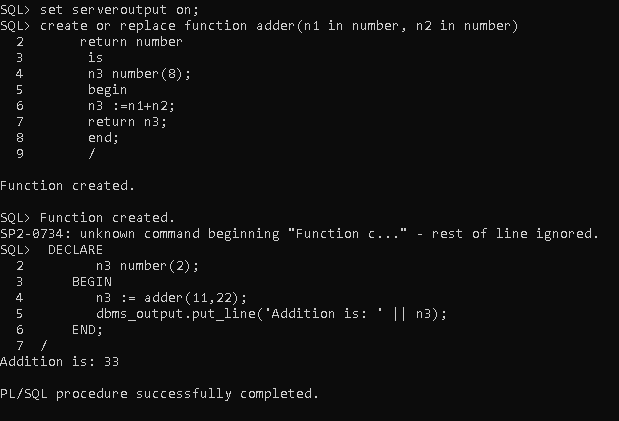 SQL> set serveroutput on;
SQL> create or replace function adder(n1 in number, n2 in number)
  2       return number
  3        is
  4        n3 number(8);
  5        begin
  6        n3 :=n1+n2;
  7        return n3;
  8        end;
  9        /

Function created.

SQL> Function created.
SP2-0734: unknown command beginning "Function c..." - rest of line ignored.
SQL>  DECLARE
  2         n3 number(2);
  3      BEGIN
  4         n3 := adder(11,22);
  5         dbms_output.put_line('Addition is: ' || n3);
  6      END;
  7  /
Addition is: 33

PL/SQL procedure successfully completed.